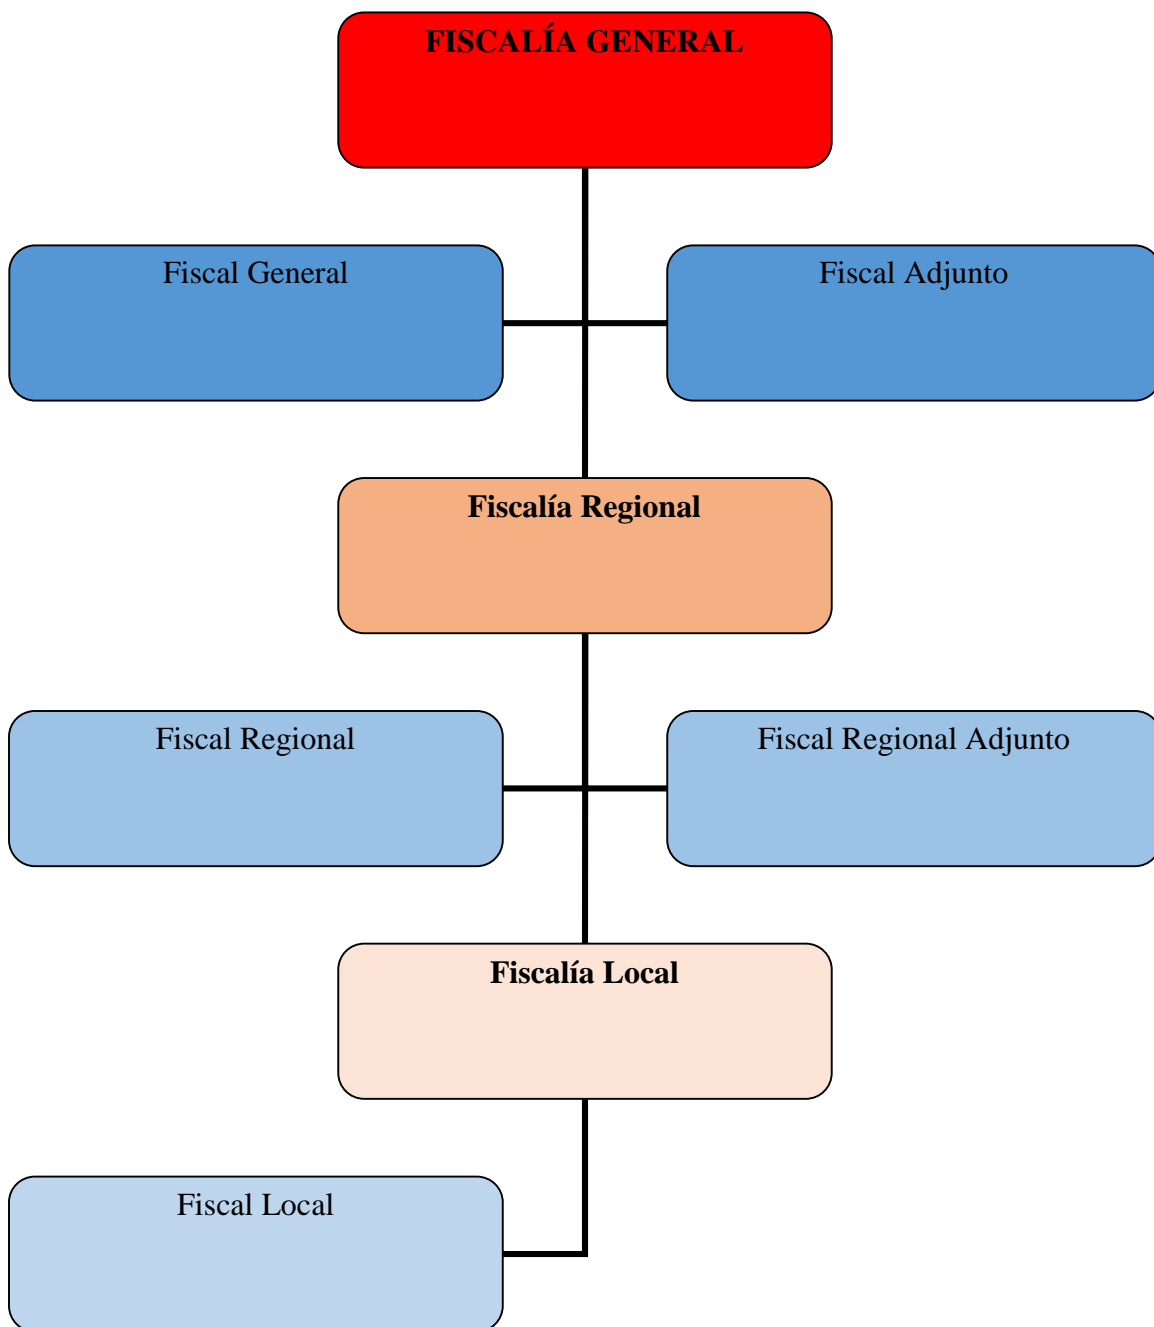 FISCALÍA GENERAL
Fiscal General
Fiscal Adjunto
Fiscalía Regional
Fiscal Regional
Fiscal Regional Adjunto
Fiscalía Local
Fiscal Local